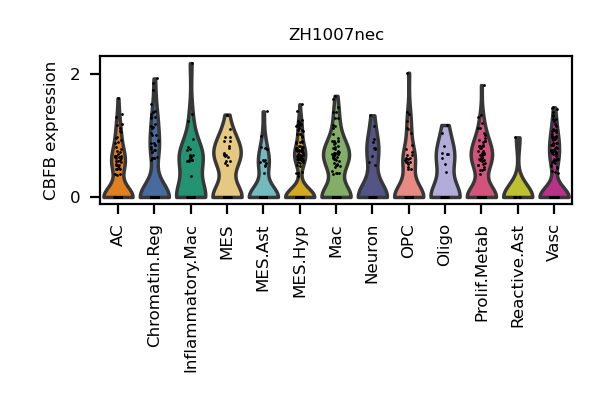 ZH1007nec
CBFB expression
2
0
AC
Chromatin.Reg
Inflammatory.Mac
MES
MES.Ast
MES.Hyp
Mac
Neuron
OPC
Oligo
Prolif.Metab
Reactive.Ast
Vasc